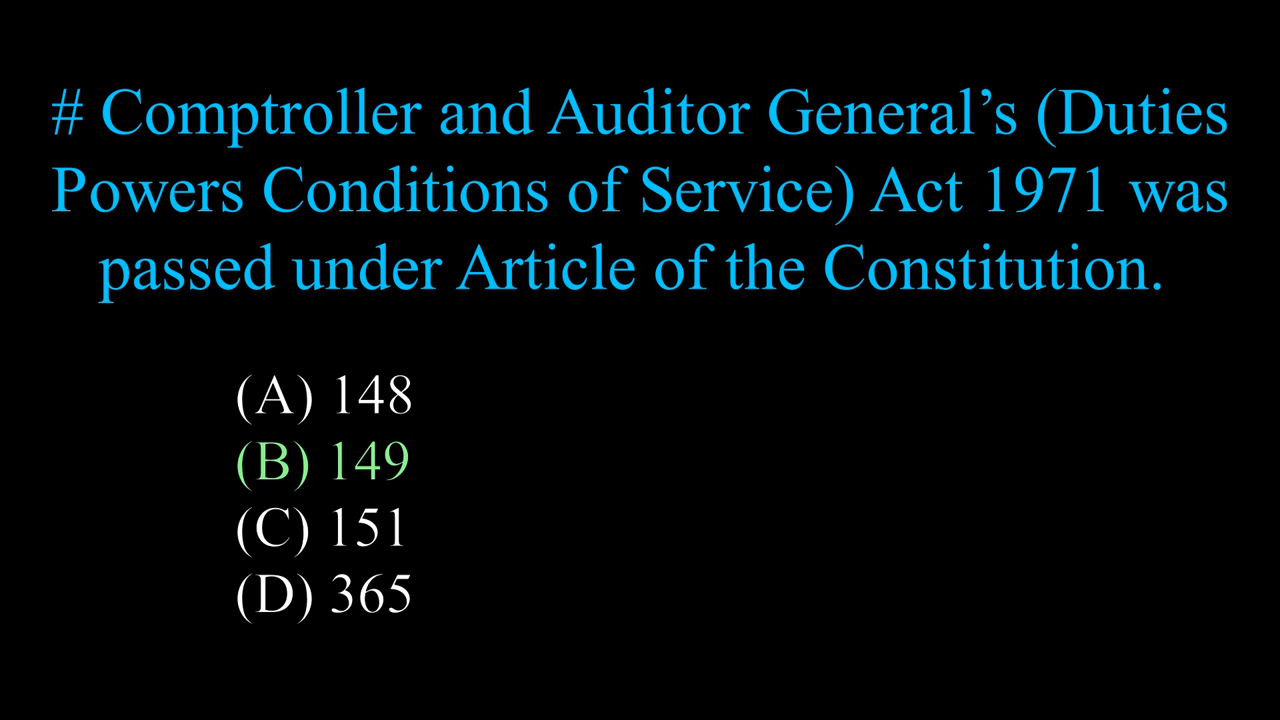 # Comptroller and Auditor General’s (Duties
Powers Conditions of Service) Act 1971 was
passed under Article of the Constitution.
(A) 148
(B) 149
(C) 151
(D) 365